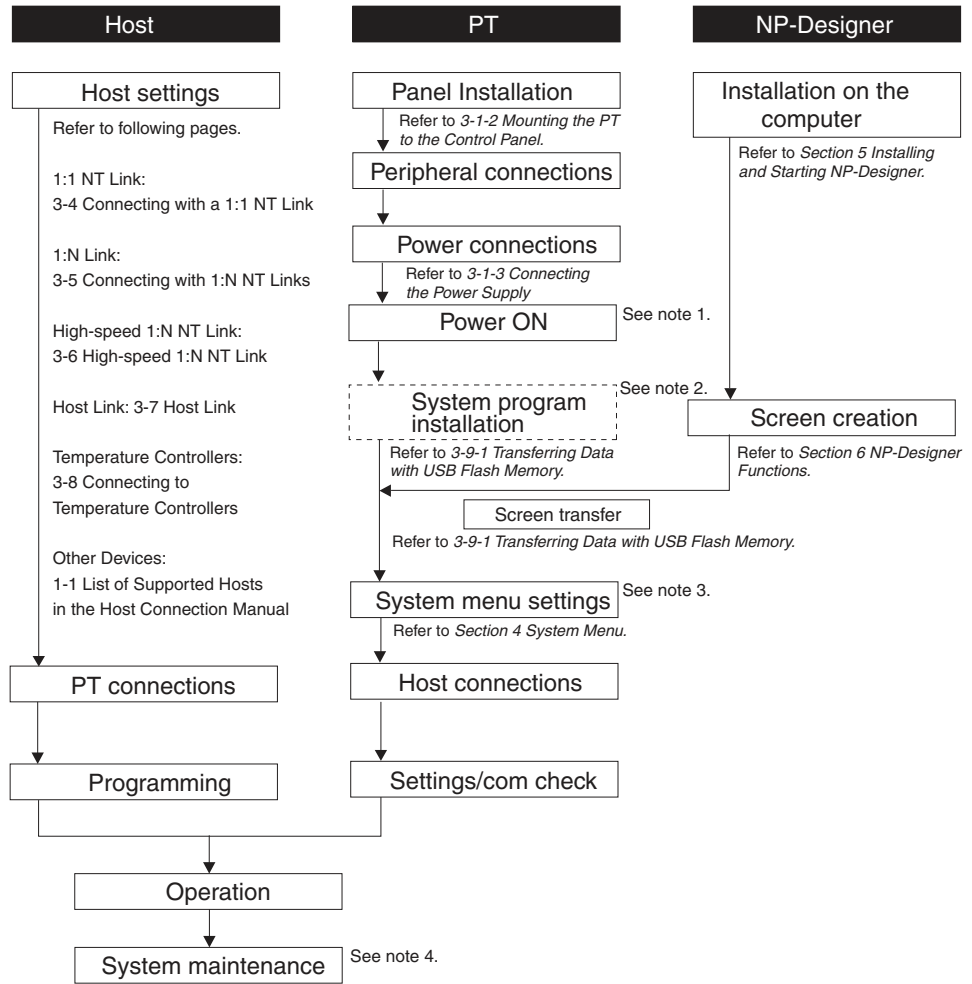 Host
Host settings
Refer to following pages.
1:1 NT Link:
3-4 Connecting with a 1:1 NT Link
1:N Link:
3-5 Connecting with 1:N NT Links
High-speed 1:N NT Link:
3-6 High-speed 1:N NT Link
Host Link: 3-7 Host Link
Temperature Controllers:
3-8 Connecting to
Temperature Controllers
Other Devices:
1-1 List of Supported Hosts
in the Host Connection Manual
PT connections
Programming
PT
Panel Installation
Refer to 3-1-2 Mounting the PT
to the Control Panel.
Peripheral connections
Power connections
Refer to 3-1-3 Connecting
the Power Supply
Power ON
See note 1.
System program
installation
See note 2.
Refer to 3-9-1 Transferring Data
with USB Flash Memory.
Screen transfer
Refer to 3-9-1 Transferring Data with USB Flash Memory.
System menu settings
See note 3.
Refer to Section 4 System Menu.
Host connections
Settings/com check
NP-Designer
Installation on the
computer
Refer to Section 5 Installing
and Starting NP-Designer.
Screen creation
Refer to Section 6 NP-Designer
Functions.
Operation
System maintenance
See note 4.